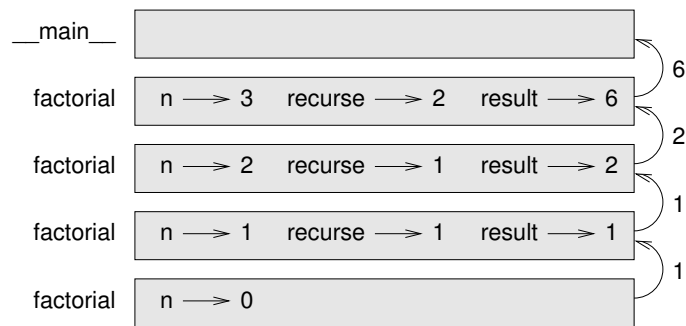 __main__
6
factorial n 3 recurse 2 result 6
2
factorial n 2 recurse 1 result 2
1
factorial n 1 recurse 1 result 1
1
factorial n 0